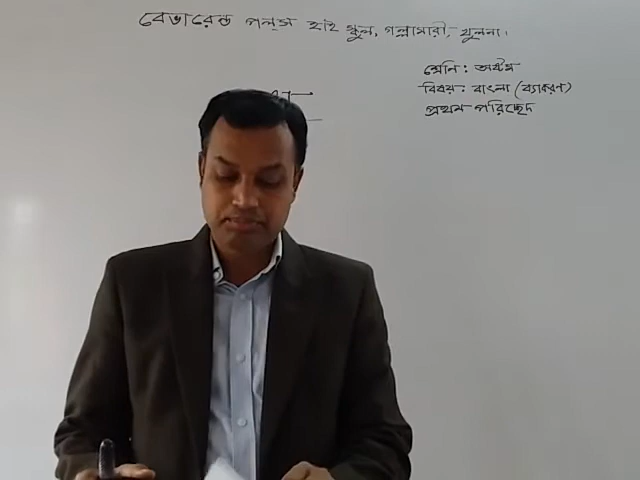 রেভারেন্ড পলস্ হাই স্কুল, গল্লামারী, খুলনা।
শ্রেনি : অষ্টম
বিষয় : বাংলা (ব্যাকরণ)
প্রথম পরিচ্ছেদ